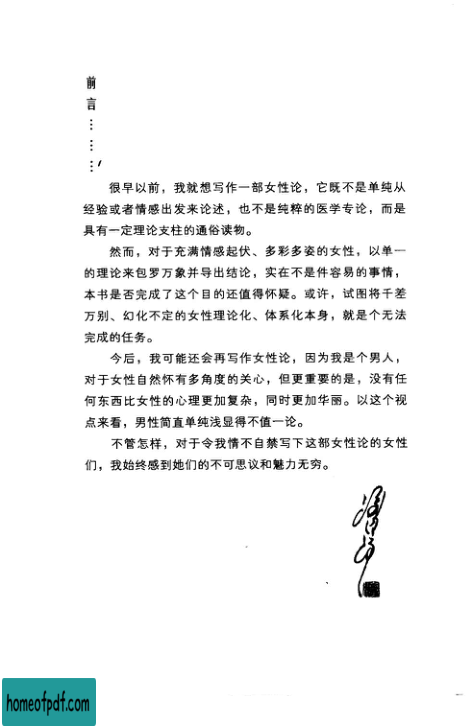 前
言
⋮
⋮
很早以前，我就想写作一部女性论，它既不是单纯从
经验或者情感出发来论述，也不是纯粹的医学专论，而是
具有一定理论支柱的通俗读物。
然而，对于充满情感起伏、多彩多姿的女性，以单一
的理论来包罗万象并导出结论，实在不是件容易的事情，
本书是否完成了这个目的还值得怀疑。或许，试图将千差
万别、幻化不定的女性理论化、体系化本身，就是个无法
完成的任务。
今后，我可能还会再写作女性论，因为我是个男人，
对于女性自然怀有多角度的关心，但更重要的是，没有任
何东西比女性的心理更加复杂，同时更加华丽。以这个视
点来看，男性简直单纯浅显得不值一论。
不管怎样，对于令我情不自禁写下这部女性论的女性
们，我始终感到她们的不可思议和魅力无穷。
homeofpdf.com